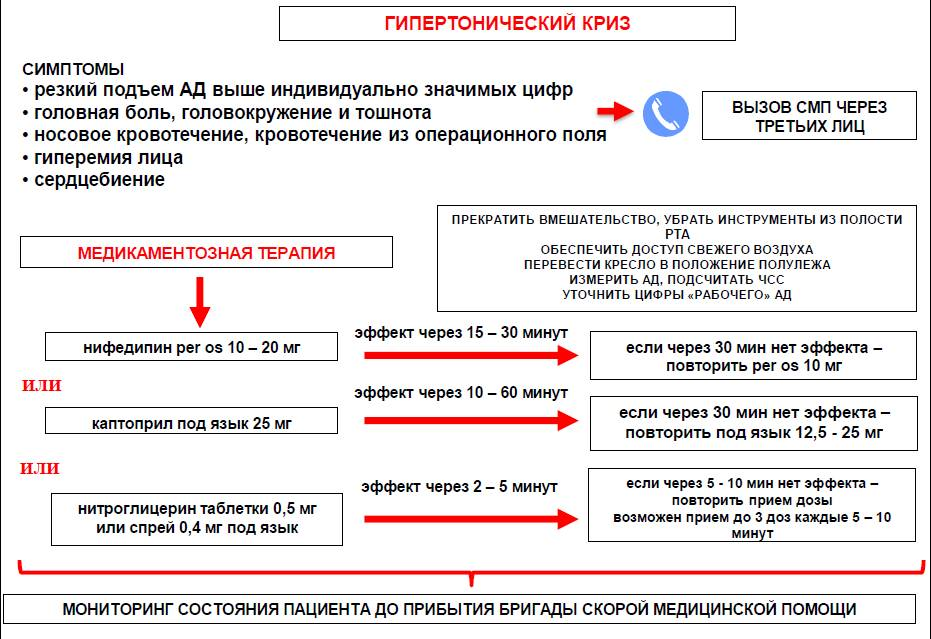 ГИПЕРТОНИЧЕСКИЙ КРИЗ
СИМПТОМЫ
• резкий подъем АД выше индивидуально значимых цифр
• головная боль, головокружение и тошнота
• носовое кровотечение, кровотечение из операционного поля
• гиперемия лица
• сердцебиение
ВЫЗОВ СМП ЧЕРЕЗ
ТРЕТЬИХ ЛИЦ
ПРЕКРАТИТЬ ВМЕШАТЕЛЬСТВО, УБРАТЬ ИНСТРУМЕНТЫ ИЗ ПОЛОСТИ
РТА
ОБЕСПЕЧИТЬ ДОСТУП СВЕЖЕГО ВОЗДУХА
ПЕРЕВЕСТИ КРЕСЛО В ПОЛОЖЕНИЕ ПОЛУЛЕЖА
ИЗМЕРИТЬ АД, ПОДСЧИТАТЬ ЧСС
УТОЧНИТЬ ЦИФРЫ «РАБОЧЕГО» АД
МЕДИКАМЕНТОЗНАЯ ТЕРАПИЯ
нифедипин per os 10 – 20 мг
эффект через 15 – 30 минут
если через 30 мин нет эффекта –
повторить per os 10 мг
ИЛИ
каптоприл под язык 25 мг
эффект через 10 – 60 минут
если через 30 мин нет эффекта –
повторить под язык 12,5 - 25 мг
ИЛИ
нитроглицерин таблетки 0,5 мг
или спрей 0,4 мг под язык
эффект через 2 – 5 минут
если через 5 - 10 мин нет эффекта –
повторить прием дозы
возможен прием до 3 доз каждые 5 – 10
минут
МОНИТОРИНГ СОСТОЯНИЯ ПАЦИЕНТА ДО ПРИБЫТИЯ БРИГАДЫ СКОРОЙ МЕДИЦИНСКОЙ ПОМОЩИ